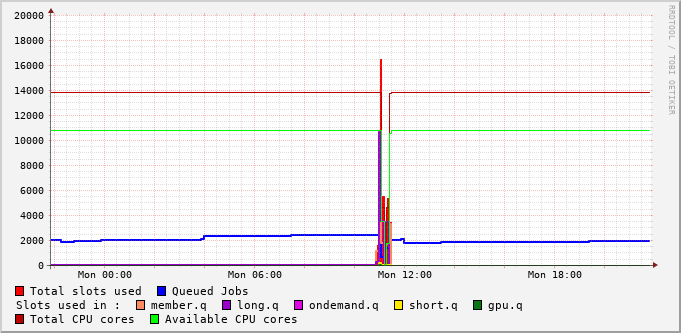 20000
18000
16000
14000
12000
10000
8000
6000
4000
2000
0
Mon 00:00 Mon 06:00 Mon 12:00 Mon 18:00
Total slots used Queued Jobs
Slots used in : member.q long.q ondemand.q short.q gpu.q
Total CPU cores Available CPU cores
RRDTOOL / TOBI OETIKER